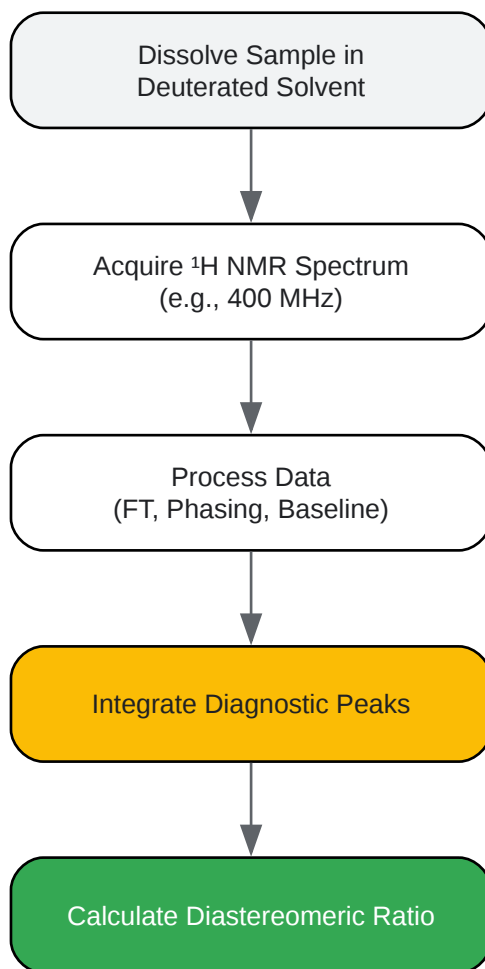 Dissolve Sample in
Deuterated Solvent
Acquire ¹H NMR Spectrum
(e.g., 400 MHz)
Process Data
(FT, Phasing, Baseline)
Integrate Diagnostic Peaks
Calculate Diastereomeric Ratio